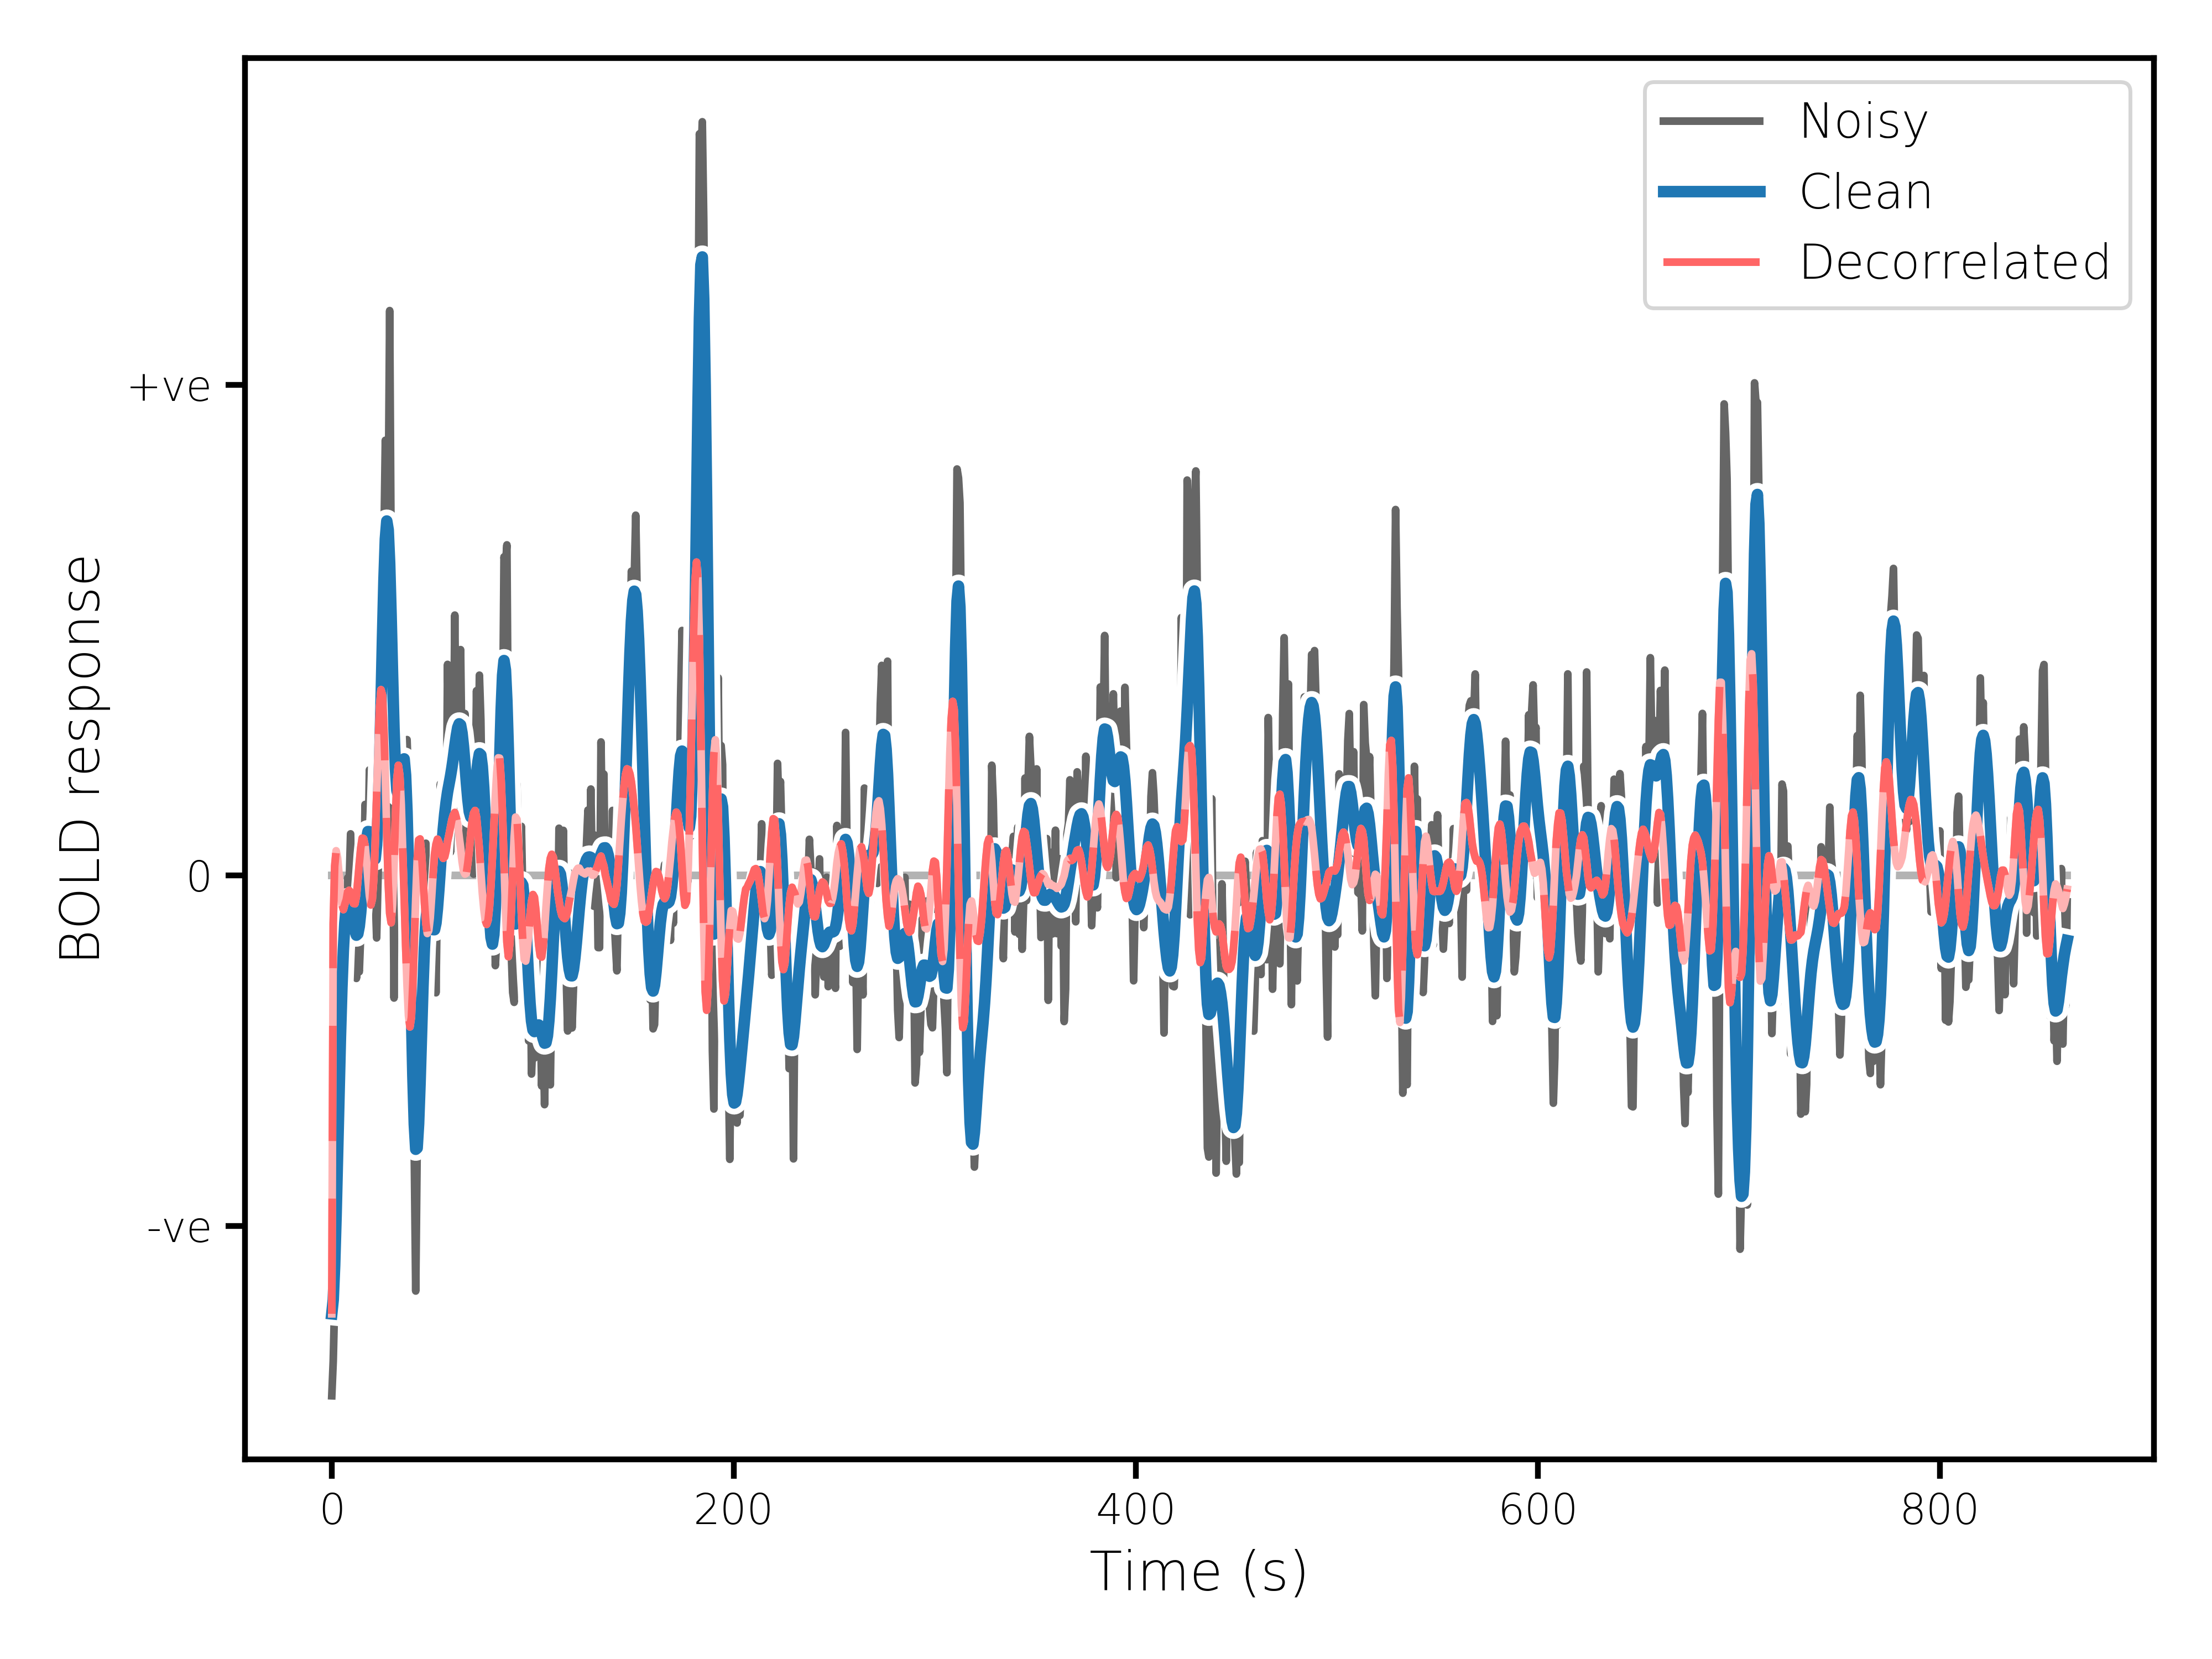 Noisy
Clean
Decorrelated
BOLD response
+ve
0
-ve
0 200 400 600 800
Time (s)